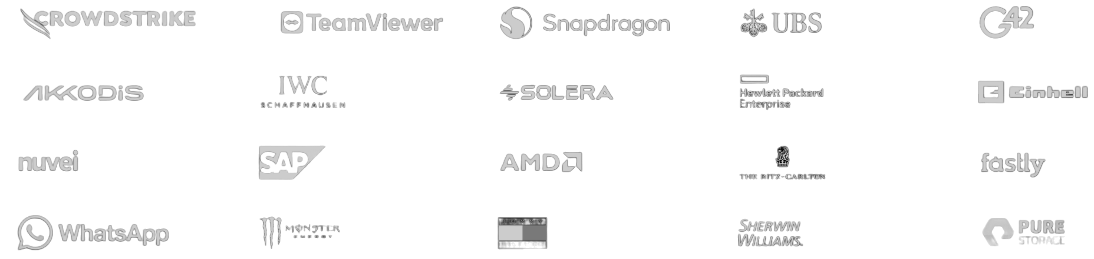 CROWDSTRIKE
TeamViewer
Snapdragon
UBS
G42
AKKODiS
IWC
SCHAFFHAUSEN
SOLERA
Hewlett Packard
Enterprise
Einhell
nuvei
SAP
AMD
THE RITZ-CARLTON
fastly
WhatsApp
MONSTER
ENERGY
SHERWIN
WILLIAMS.
PURE
STORAGE